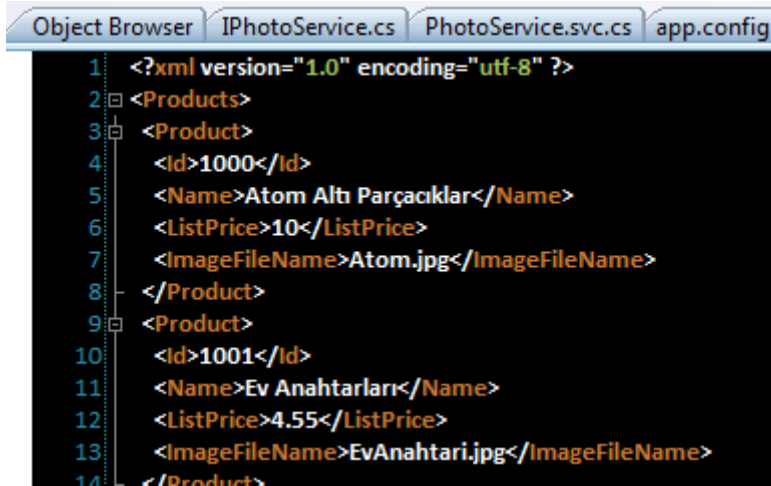 Object Browser IPhotoService.cs PhotoService.svc.cs app.config
1 <?xml version="1.0" encoding="utf-8" ?>
2 <Products>
3 <Product>
4 <Id>1000</Id>
5 <Name>Atom Altı Parçacıklar</Name>
6 <ListPrice>10</ListPrice>
7 <ImageFileName>Atom.jpg</ImageFileName>
8 </Product>
9 <Product>
10 <Id>1001</Id>
11 <Name>Ev Anahtarları</Name>
12 <ListPrice>4.55</ListPrice>
13 <ImageFileName>EvAnahtari.jpg</ImageFileName>
14 </Product>